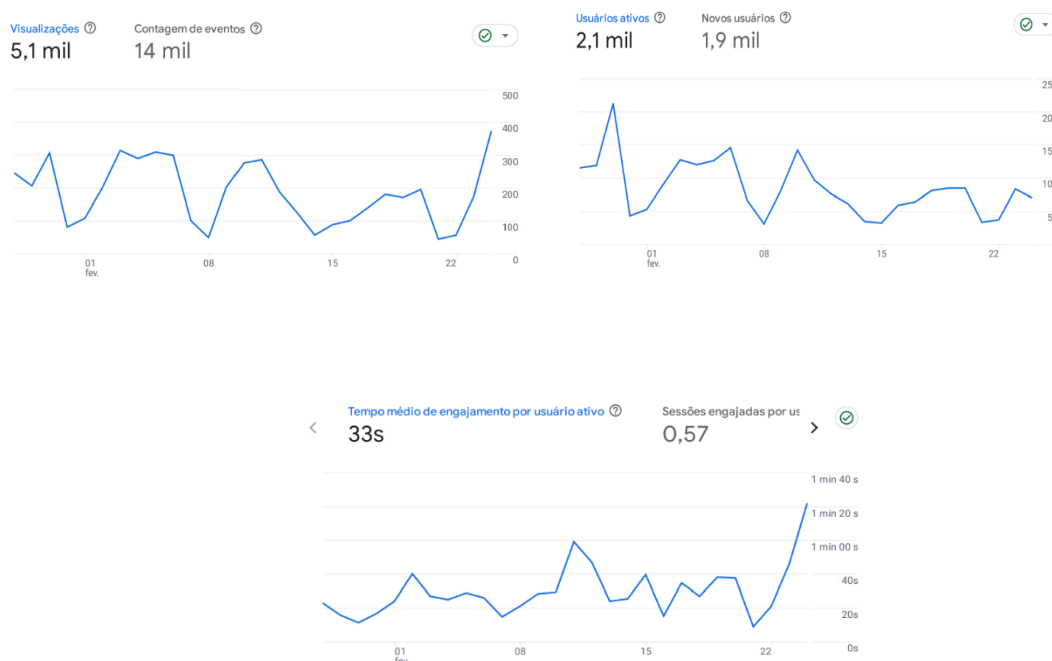 Visualizações
5,1 mil
Contagem de eventos
14 mil
500
400
300
200
100
0
01
fev.
08
15
22
Usuários ativos
2,1 mil
Novos usuários
1,9 mil
25
20
15
10
5
01
fev.
08
15
22
Tempo médio de engajamento por usuário ativo
33s
Sessões engajadas por us
0,57
1 min 40 s
1 min 20 s
1 min 00 s
40s
20s
0s
01
fev
08
15
22